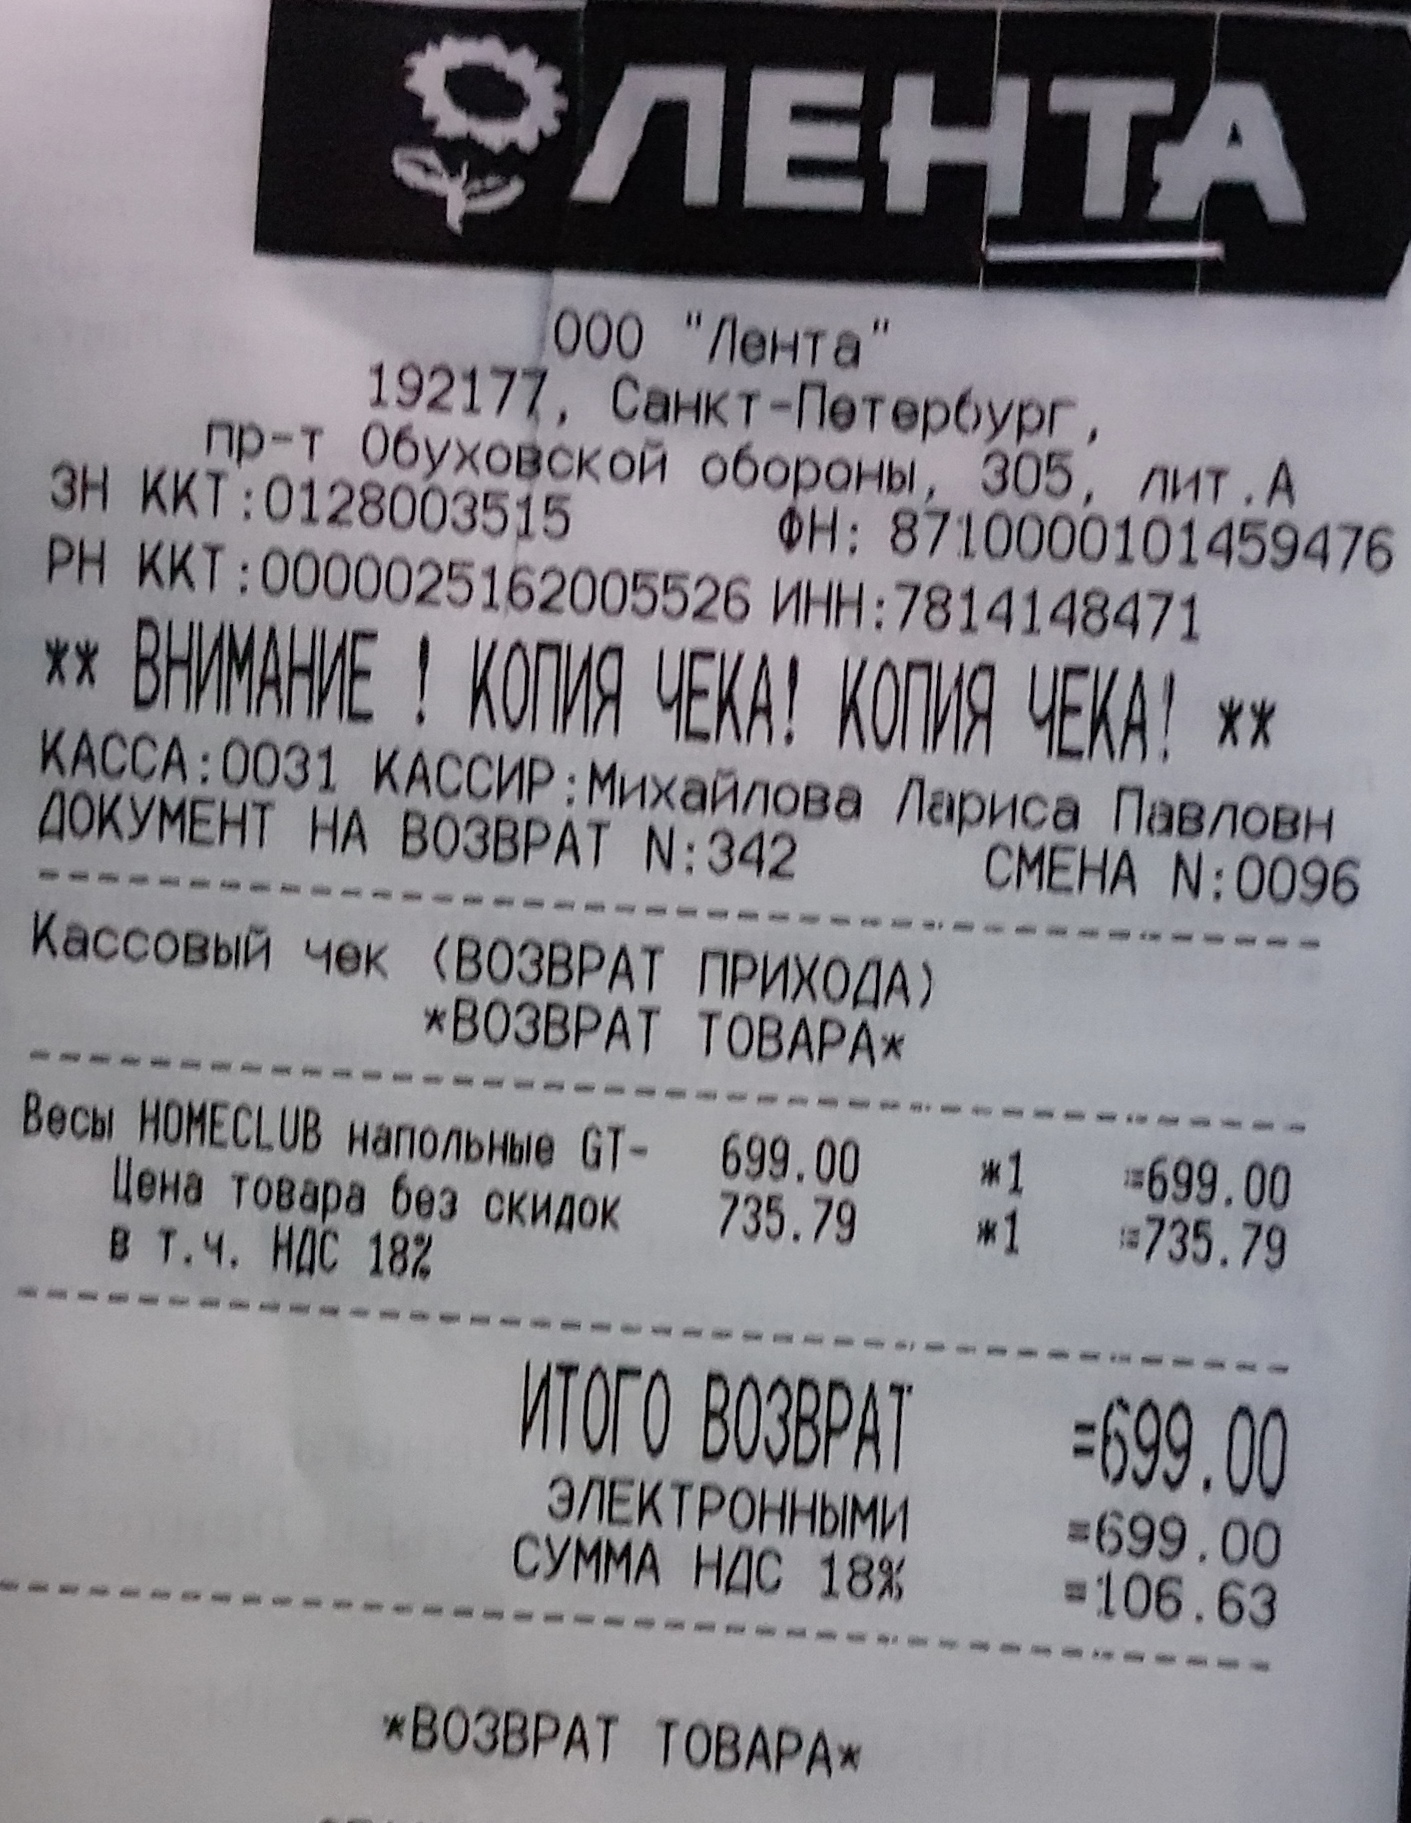 ЛЕНТА
ООО "Лента"
192177, Санкт-Петербург,
пр-т Обуховской обороны, 305, лит.А
ЗН ККТ:0128003515 ФН: 8710000101459476
РН ККТ:0000025162005526 ИНН:7814148471
** ВНИМАНИЕ ! КОПИЯ ЧЕКА! КОПИЯ ЧЕКА! **
КАССА:0031 КАССИР:Михайлова Лариса Павловн
ДОКУМЕНТ НА ВОЗВРАТ N:342 СМЕНА N:0096
Кассовый чек (ВОЗВРАТ ПРИХОДА)
*ВОЗВРАТ ТОВАРА*
Весы HOMECLUB напольные GT- 699.00 *1 =699.00
Цена товара без скидок 735.79 *1 =735.79
в т.ч. НДС 18%
ИТОГО ВОЗВРАТ =699.00
ЭЛЕКТРОННЫМИ =699.00
СУММА НДС 18% =106.63
*ВОЗВРАТ ТОВАРА*